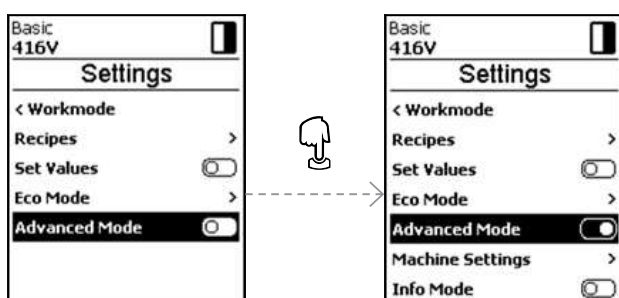 Basic
416V
Settings
< Workmode
Recipes >
Set Values
Eco Mode >
Advanced Mode
Basic
416V
Settings
< Workmode
Recipes >
Set Values
Eco Mode >
Advanced Mode
Machine Settings >
Info Mode